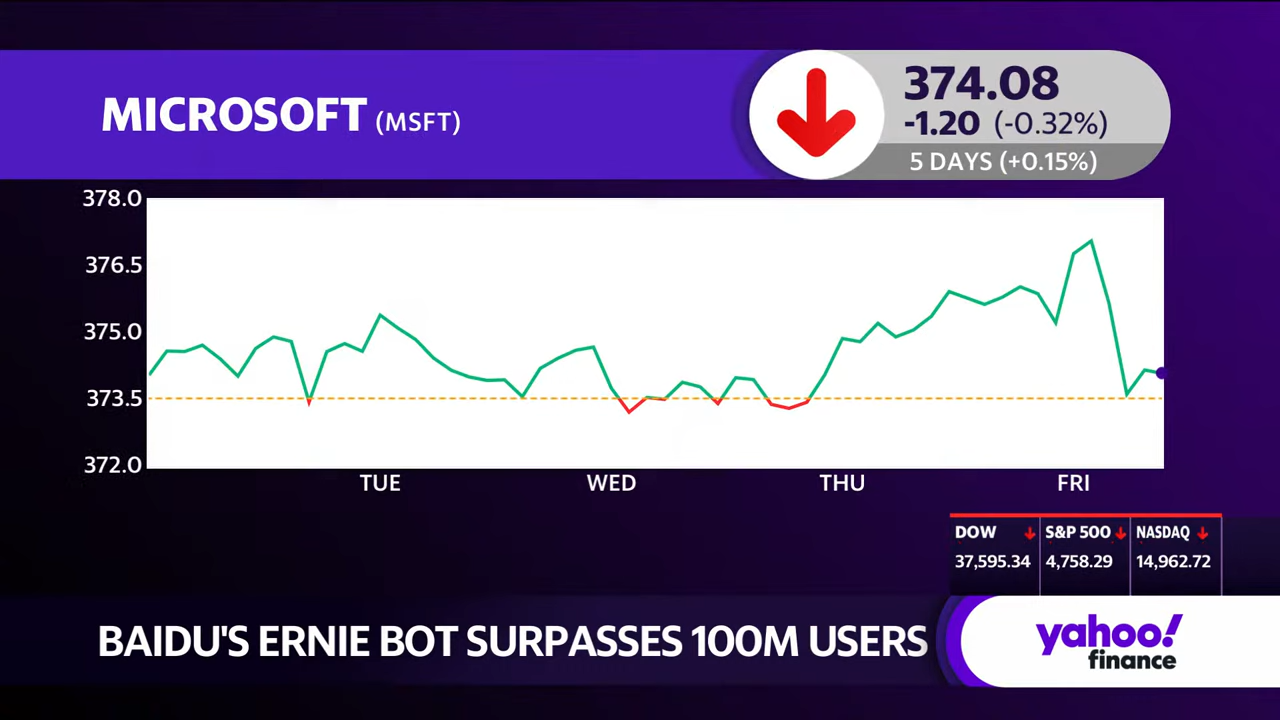 MICROSOFT (MSFT)
374.08
-1.20 (-0.32%)
5 DAYS (+0.15%)
378.0
376.5
375.0
373.5
372.0
TUE WED THU FRI
DOW S&P 500 NASDAQ
37,595.34 4,758.29 14,962.72
BAIDU'S ERNIE BOT SURPASSES 100M USERS
yahoo!
finance